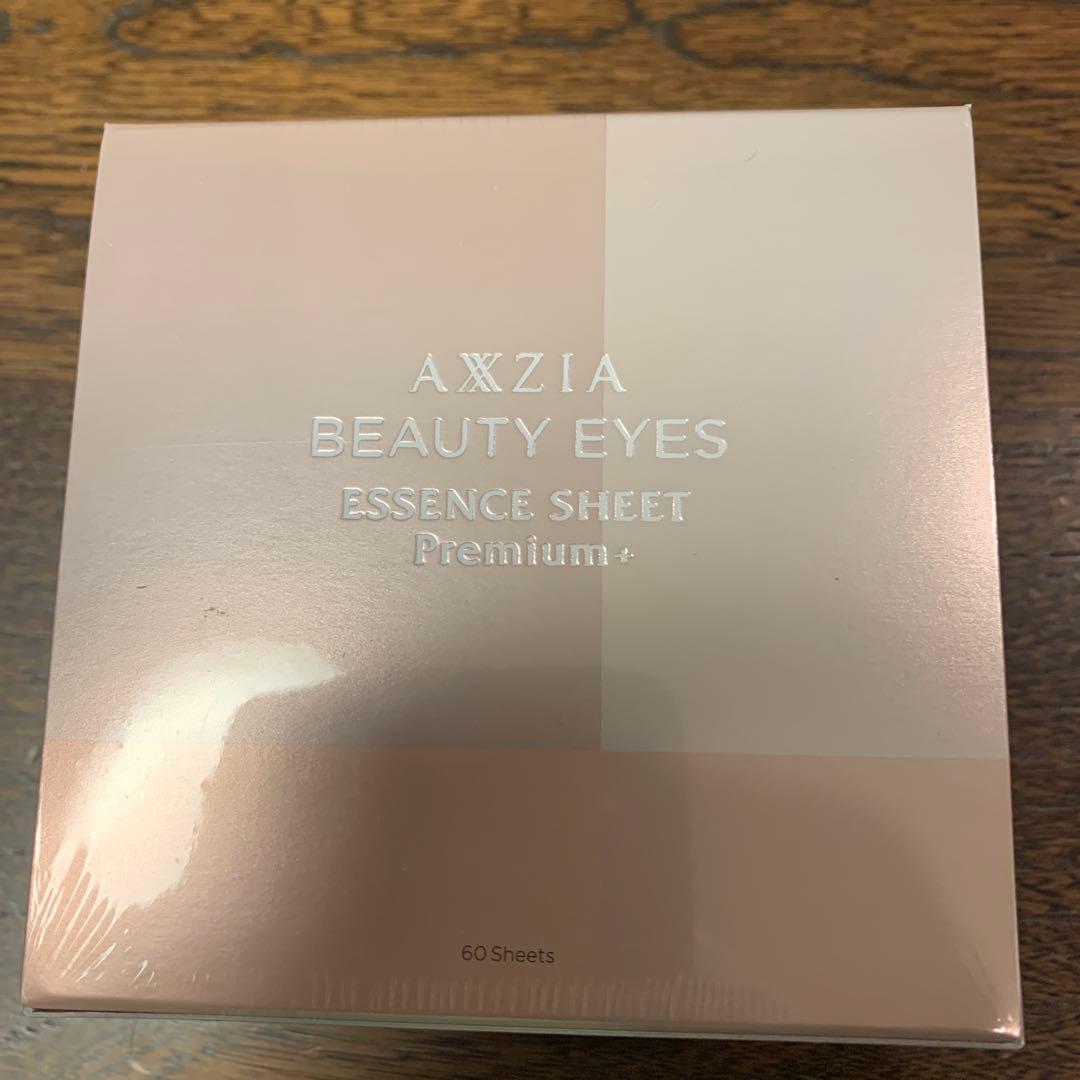 AXXZIA
BEAUTY EYES
ESSENCE SHEET
Premium+
60 Sheets